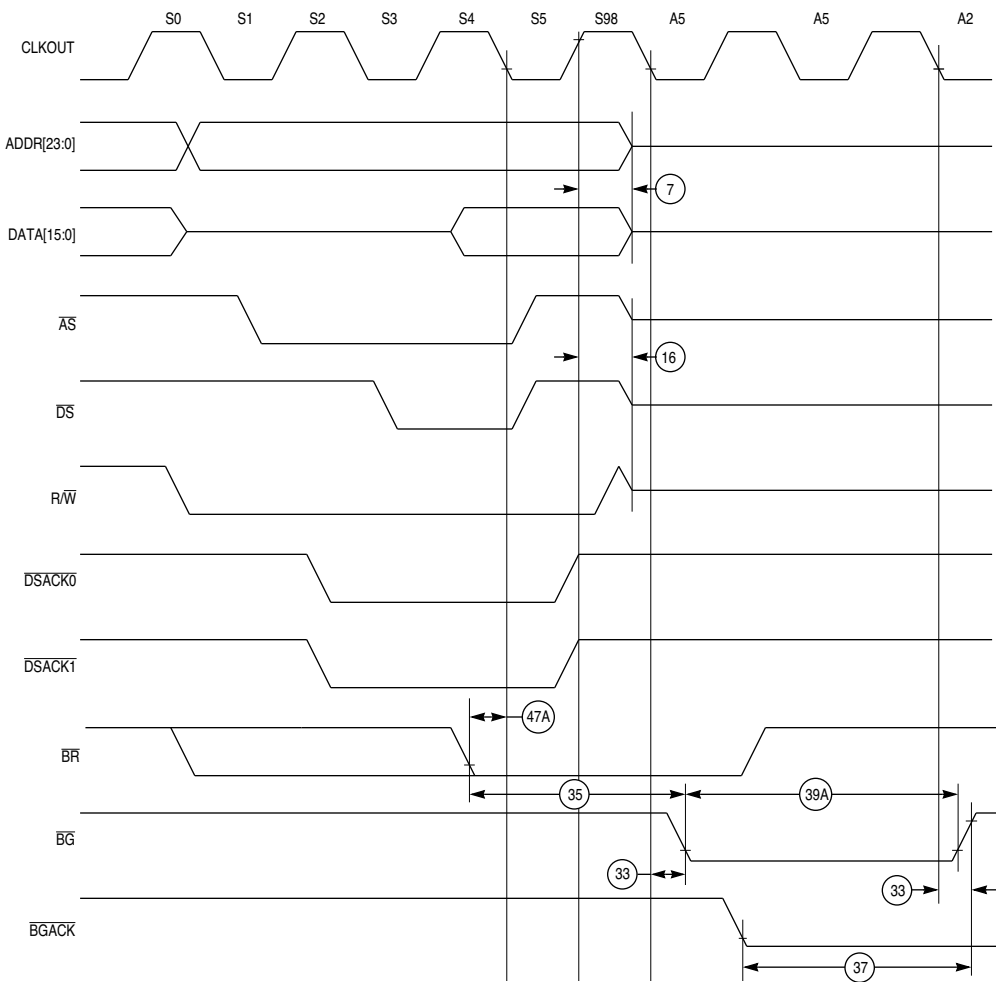 S0 S1 S2 S3 S4 S5 S98 A5 A5 A2
CLKOUT
ADDR[23:0]
7
DATA[15:0]
AS
16
DS
R/W
DSACK0
DSACK1
47A
BR
35 39A
BG
33 33
BGACK
37